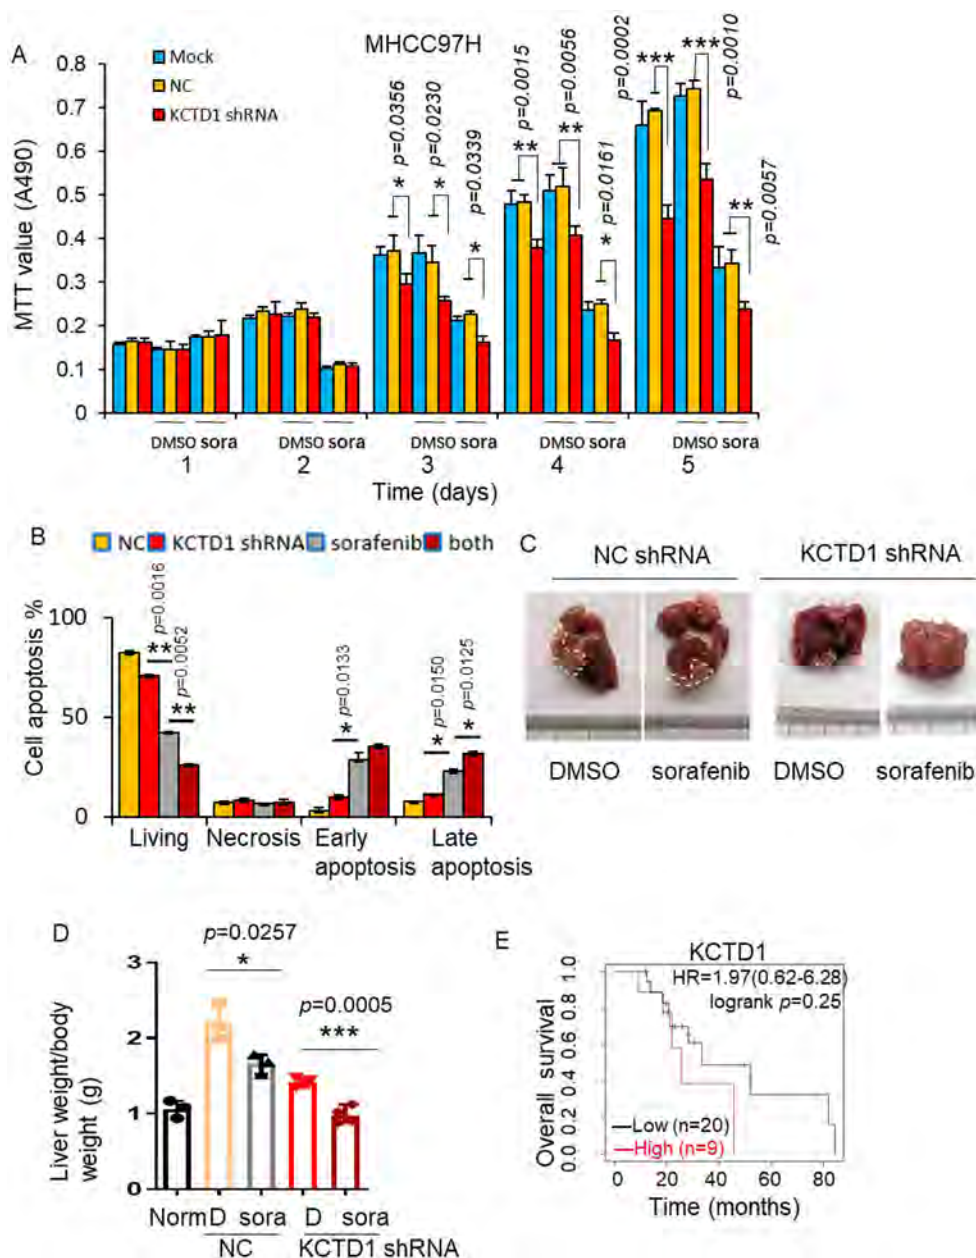 A
MHCC97H
Mock
NC
KCTD1 shRNA
MTT value (A490)
0.8
0.7
0.6
0.5
0.4
0.3
0.2
0.1
0
* p=0.0356
* p=0.0230
* p=0.0339
** p=0.0015
** p=0.0056
* p=0.0161
*** p=0.0002
*** p=0.0010
** p=0.0057
DMSO sora DMSO sora DMSO sora DMSO sora DMSO sora
1 2 3 4 5
Time (days)
B
NC KCTD1 shRNA sorafenib both
Cell apoptosis %
100
50
0
** p=0.0016
** p=0.0052
* p=0.0133
* p=0.0150
* p=0.0125
Living Necrosis Early apoptosis Late apoptosis
C
NC shRNA KCTD1 shRNA
DMSO sorafenib DMSO sorafenib
D
p=0.0257
*
p=0.0005
***
Liver weight/body
weight (g)
3
2
1
0
Norm D sora D sora
NC KCTD1 shRNA
E
KCTD1
HR=1.97(0.62-6.28)
logrank p=0.25
Overall survival
1.0
0.8
0.6
0.4
0.2
0.0
Low (n=20)
High (n=9)
0 20 40 60 80
Time (months)